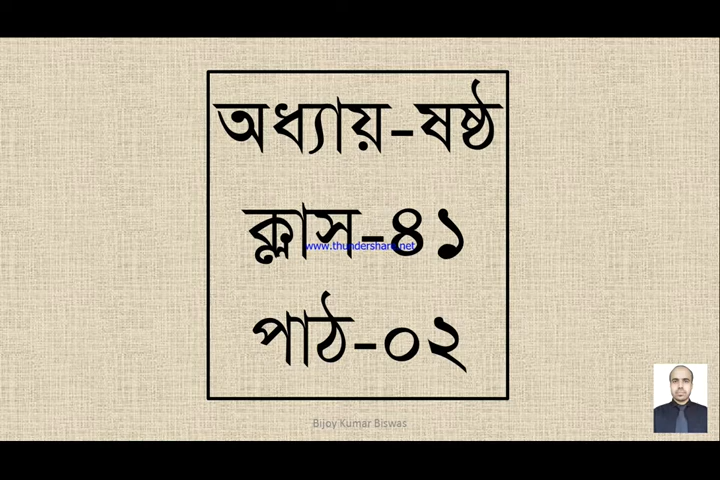 অধ্যায়-ষষ্ঠ
ক্লাস-৪১
www.thundershare.net
পাঠ-০২
Bijoy Kumar Biswas